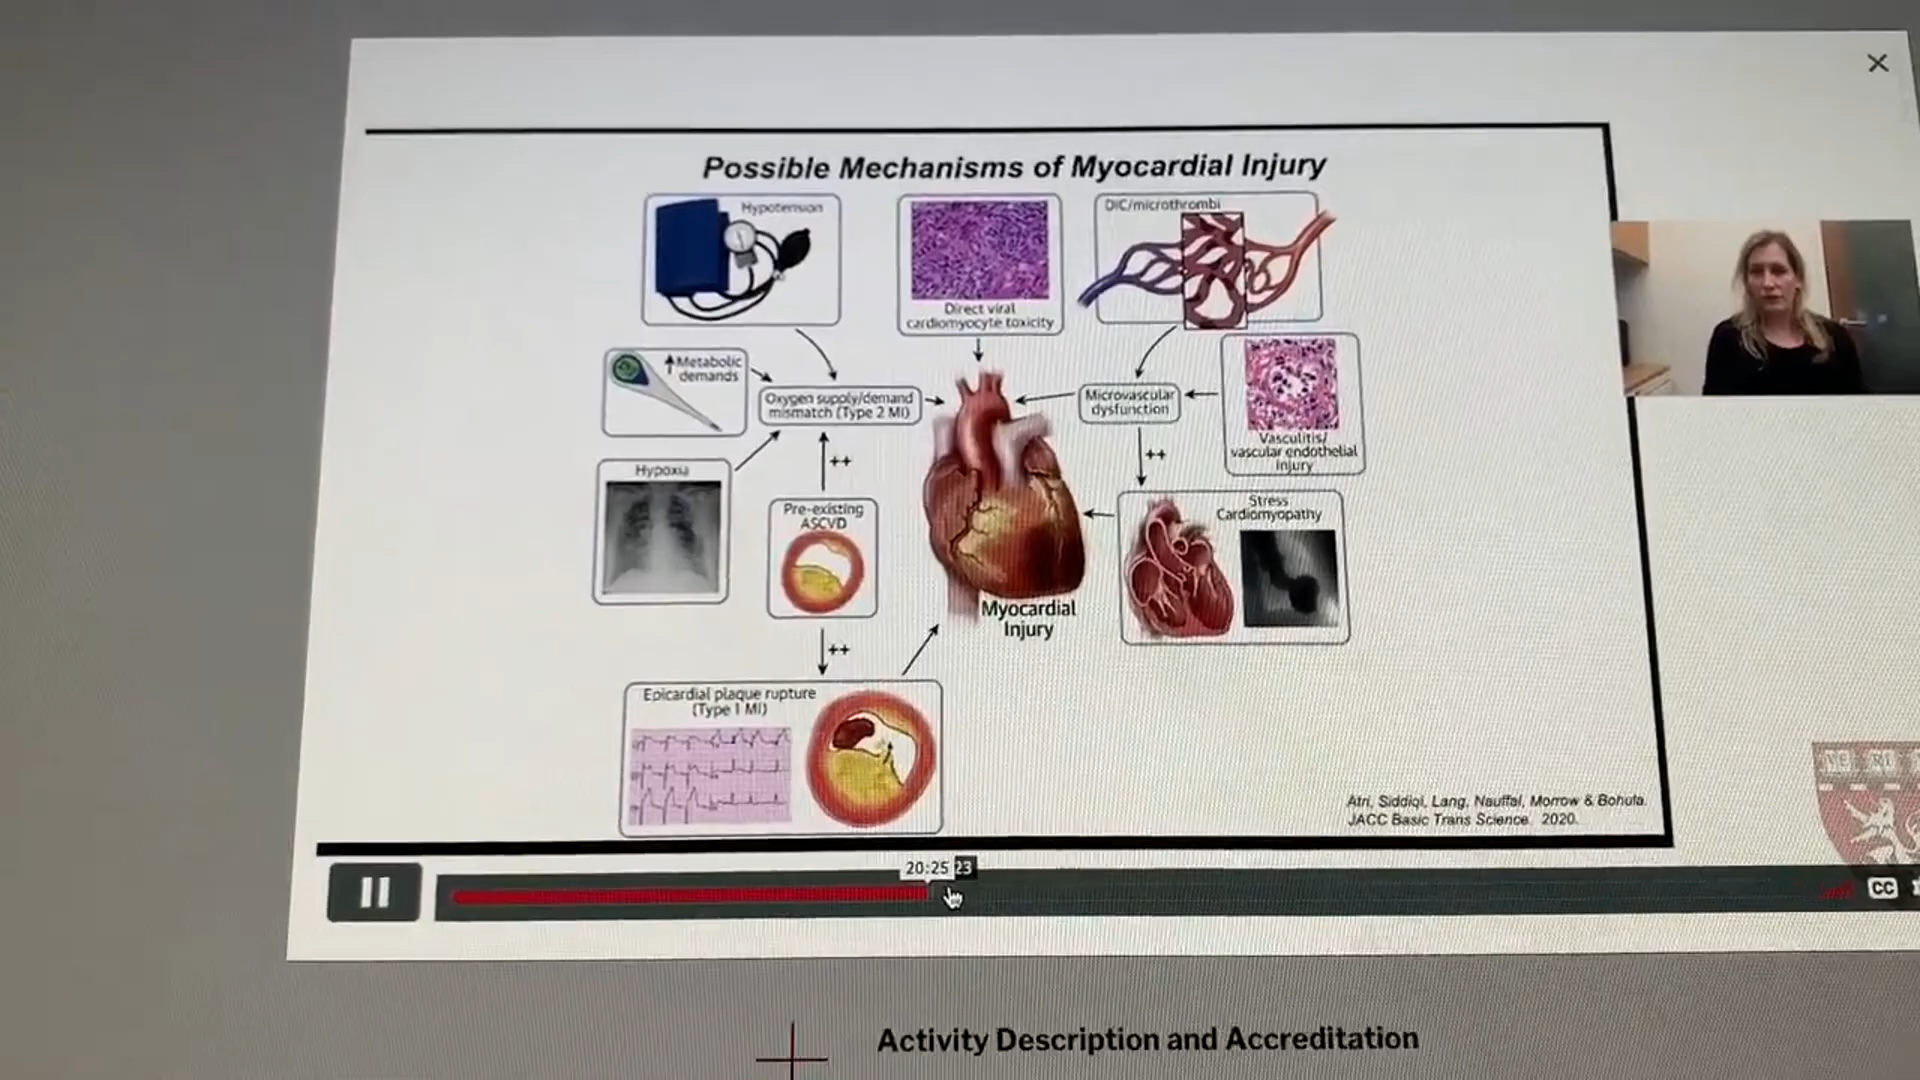 Possible Mechanisms of Myocardial Injury
Hypotension
Direct viral
cardiomyocyte toxicity
DIC/microthrombi
↑Metabolic
demands
Oxygen supply/demand
mismatch (Type 2 MI)
Microvascular
dysfunction
Vasculitis/
vascular endothelial
injury
++
++
Hypoxia
Pre-existing
ASCVD
Stress
Cardiomyopathy
Myocardial
Injury
++
Epicardial plaque rupture
(Type 1 MI)
Atri, Siddiqi, Lang, Nauffal, Morrow & Bohula.
JACC Basic Trans Science. 2020.
VE RI
20:25 23
CC
Activity Description and Accreditation